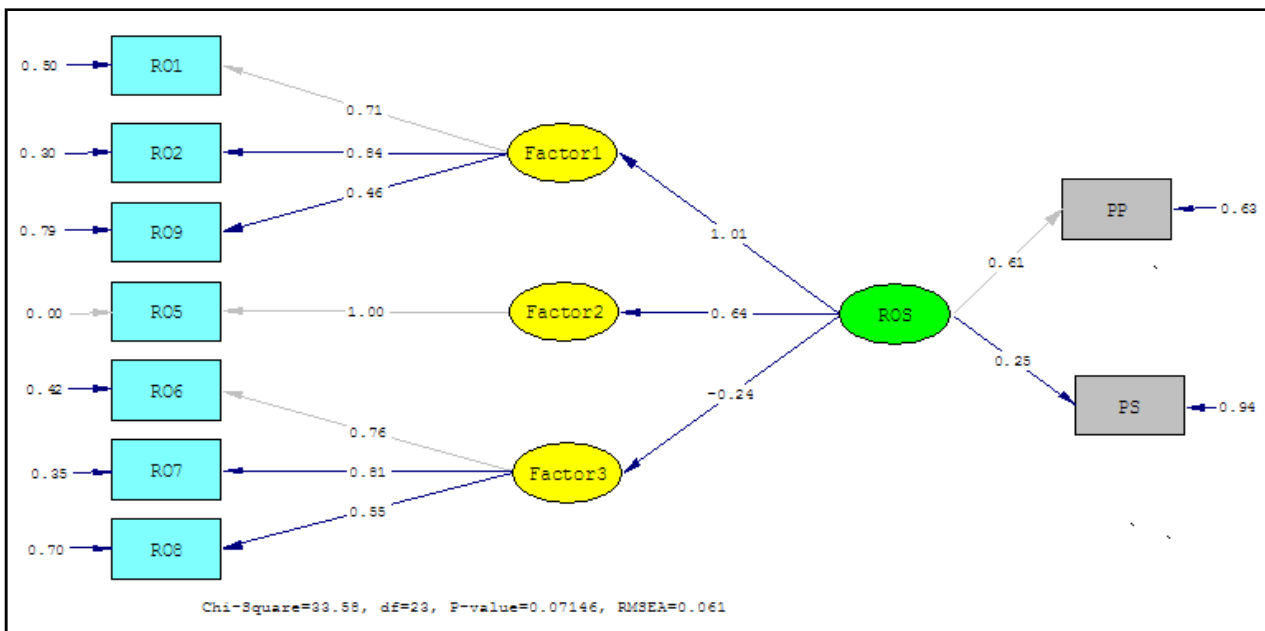 0.50
RO1
0.71
0.30
RO2
0.84
Factor1
0.46
0.79
RO9
1.01
PP
0.63
0.61
0.00
RO5
1.00
Factor2
0.64
ROS
0.25
0.42
RO6
-0.24
PS
0.94
0.76
0.35
RO7
0.81
Factor3
0.55
0.70
RO8
Chi-Square=33.58, df=23, P-value=0.07146, RMSEA=0.061